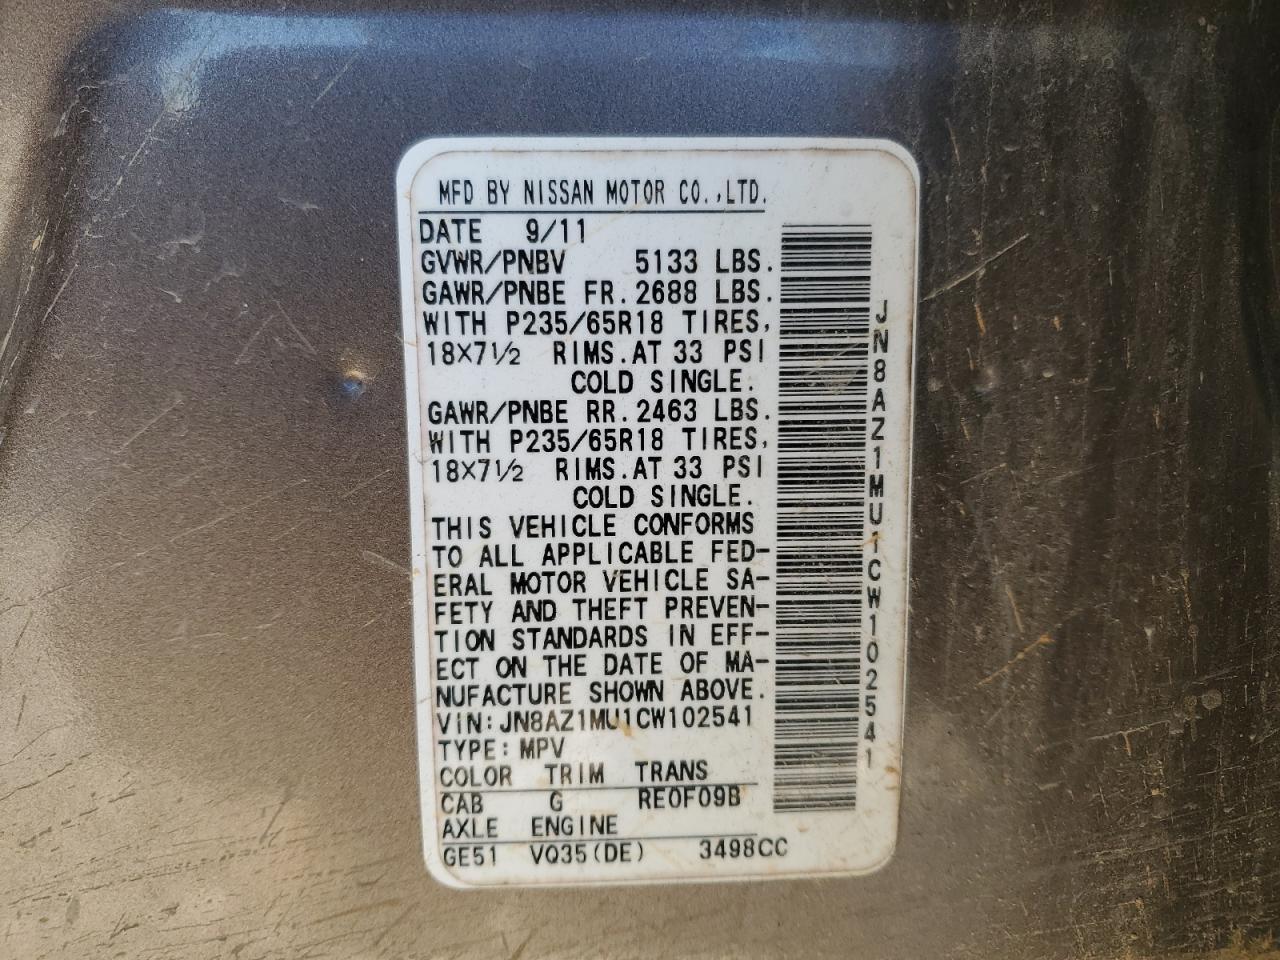 MFD BY NISSAN MOTOR CO.,LTD.
DATE 9/11
GVWR/PNBV 5133 LBS.
GAWR/PNBE FR. 2688 LBS.
WITH P235/65R18 TIRES,
18×7½ RIMS. AT 33 PSI
COLD SINGLE.
GAWR/PNBE RR. 2463 LBS.
WITH P235/65R18 TIRES,
18×7½ RIMS. AT 33 PSI
COLD SINGLE.
THIS VEHICLE CONFORMS
TO ALL APPLICABLE FED-
ERAL MOTOR VEHICLE SA-
FETY AND THEFT PREVEN-
TION STANDARDS IN EFF-
ECT ON THE DATE OF MA-
NUFACTURE SHOWN ABOVE.
VIN: JN8AZ1MU1CW102541
TYPE: MPV
COLOR TRIM TRANS
CAB G RE0F09B
AXLE ENGINE
GE51 VQ35(DE) 3498CC
JN8AZ1MU1CW102541